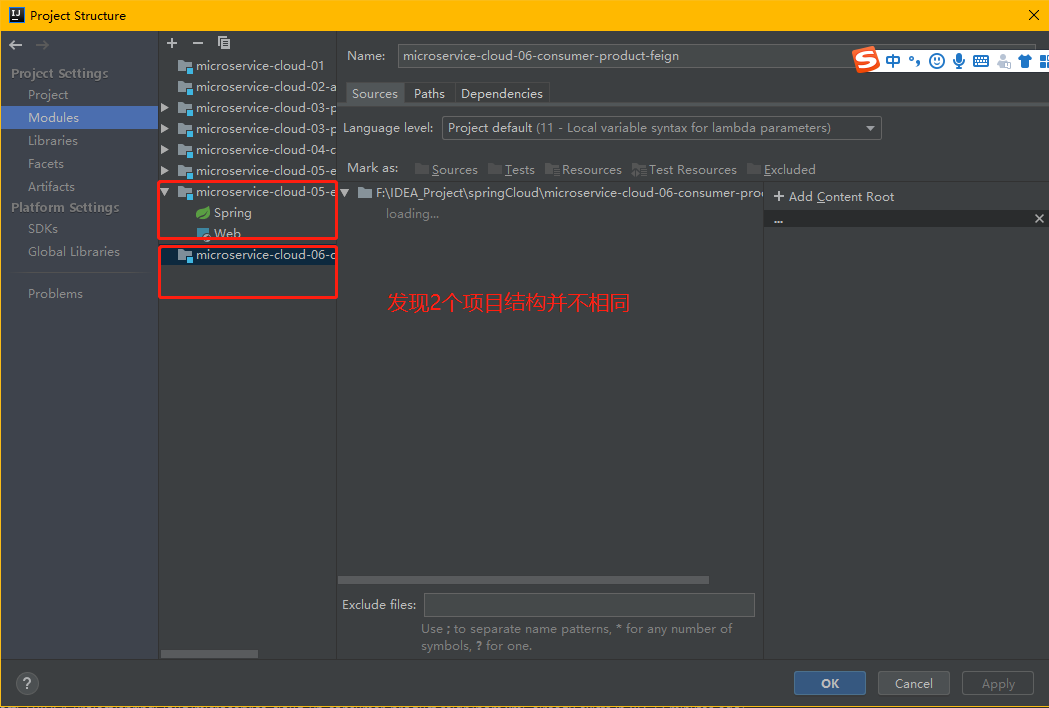 Project Structure
Project Settings
Project
Modules
Libraries
Facets
Artifacts
Platform Settings
SDKs
Global Libraries
Problems
microservice-cloud-01
microservice-cloud-02-a
microservice-cloud-03-p
microservice-cloud-03-p
microservice-cloud-04-c
microservice-cloud-05-e
microservice-cloud-05-e
Spring
Web
microservice-cloud-06-c
Name: microservice-cloud-06-consumer-product-feign
Sources Paths Dependencies
Language level: Project default (11 - Local variable syntax for lambda parameters)
Mark as: Sources Tests Resources Test Resources Excluded
F:\IDEA_Project\springCloud\microservice-cloud-06-consumer-pro
loading...
+ Add Content Root
...
发现2个项目结构并不相同
Exclude files:
Use ; to separate name patterns, * for any number of
symbols, ? for one.
? OK Cancel Apply
S 中